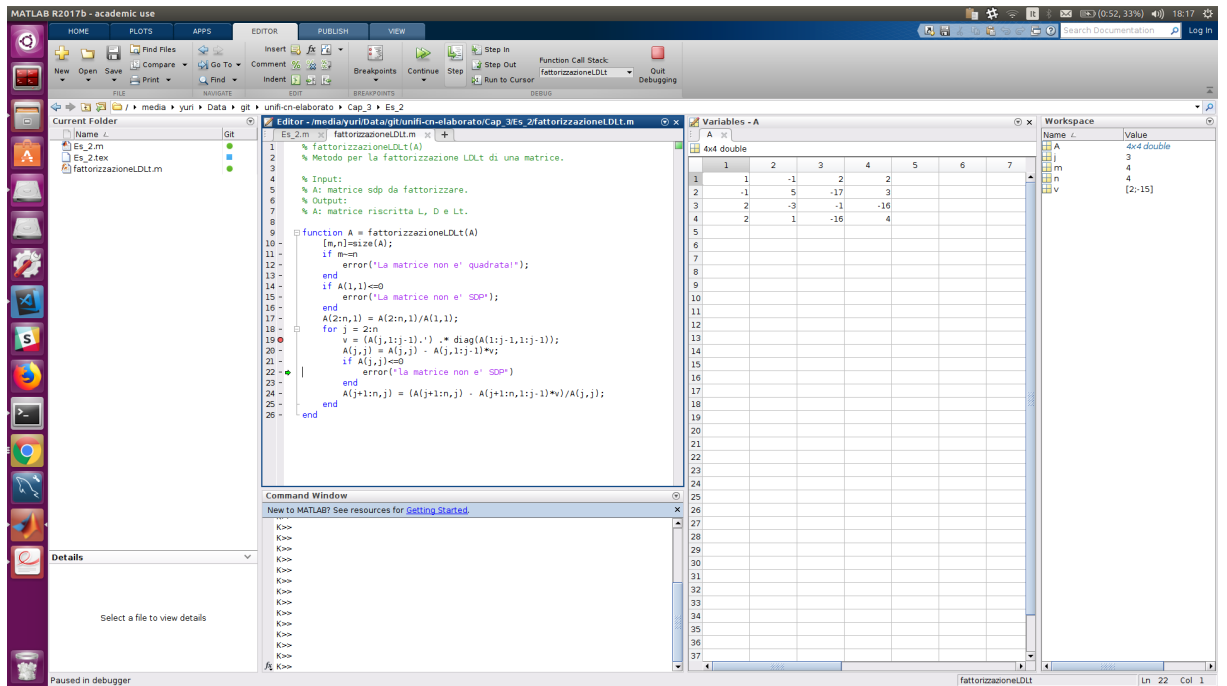 MATLAB R2017b - academic use
(0:52, 33%) 18:17
HOME PLOTS APPS EDITOR PUBLISH VIEW
Search Documentation Log In
New Open Save
Find Files
Compare
Print
Go To
Find
Insert fx
Comment %
Indent
Breakpoints
Continue
Step
Step In
Step Out
Run to Cursor
Function Call Stack:
fattorizzazioneLDLt
Quit
Debugging
FILE NAVIGATE EDIT BREAKPOINTS DEBUG
/ media yuri Data git unifi-cn-elaborato Cap_3 Es_2
Current Folder
Name Git
Es_2.m
Es_2.tex
fattorizzazioneLDLt.m
Details
Select a file to view details
Editor - /media/yuri/Data/git/unifi-cn-elaborato/Cap_3/Es_2/fattorizzazioneLDLt.m
Es_2.m fattorizzazioneLDLt.m +
1 % fattorizzazioneLDLt(A)
2 % Metodo per la fattorizzazione LDLt di una matrice.
3
4 % Input:
5 % A: matrice sdp da fattorizzare.
6 % Output:
7 % A: matrice riscritta L, D e Lt.
8
9 function A = fattorizzazioneLDLt(A)
10 - [m,n]=size(A);
11 - if m~=n
12 - error("La matrice non e' quadrata!");
13 - end
14 - if A(1,1)<=0
15 - error("La matrice non e' SDP");
16 - end
17 - A(2:n,1) = A(2:n,1)/A(1,1);
18 - for j = 2:n
19 v = (A(j,1:j-1).') .* diag(A(1:j-1,1:j-1));
20 - A(j,j) = A(j,j) - A(j,1:j-1)*v;
21 - if A(j,j)<=0
22 - error("la matrice non e' SDP")
23 - end
24 - A(j+1:n,j) = (A(j+1:n,j) - A(j+1:n,1:j-1)*v)/A(j,j);
25 - end
26 - end
Command Window
New to MATLAB? See resources for Getting Started.
K>>
K>>
K>>
K>>
K>>
K>>
K>>
K>>
K>>
K>>
K>>
K>>
K>>
fx K>>
Variables - A
A
4x4 double
1 2 3 4 5 6 7
1 1 -1 2 2
2 -1 5 -17 3
3 2 -3 -1 -16
4 2 1 -16 4
5
6
7
8
9
10
11
12
13
14
15
16
17
18
19
20
21
22
23
24
25
26
27
28
29
30
31
32
33
34
35
36
37
Workspace
Name Value
A 4x4 double
j 3
m 4
n 4
v [2;-15]
Paused in debugger
fattorizzazioneLDLt Ln 22 Col 1